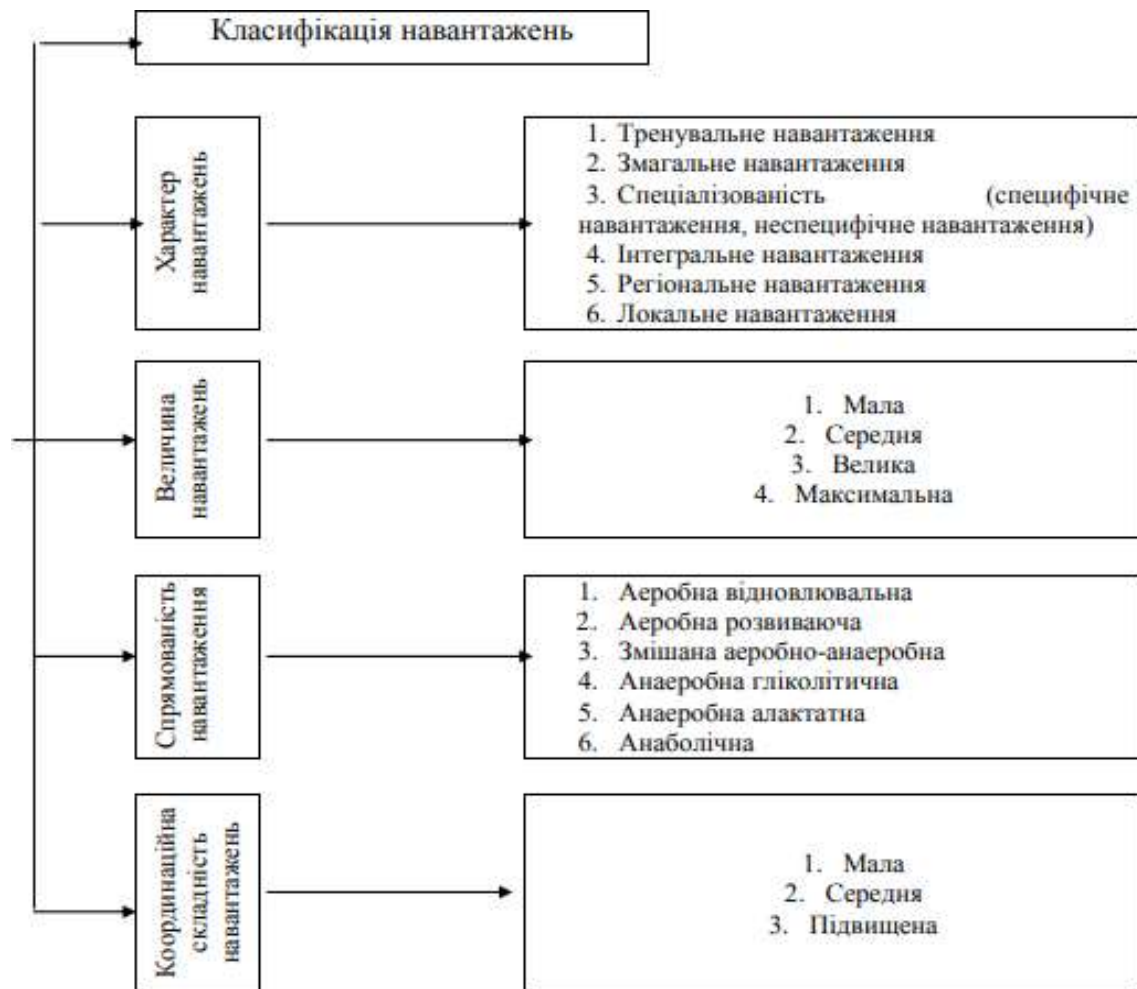 Класифікація навантажень
Характер
навантажень
1. Тренувальне навантаження
2. Змагальне навантаження
3. Спеціалізованість (специфічне
навантаження, неспецифічне навантаження)
4. Інтегральне навантаження
5. Регіональне навантаження
6. Локальне навантаження
Величина
навантажень
1. Мала
2. Середня
3. Велика
4. Максимальна
Спрямованість
навантаження
1. Аеробна відновлювальна
2. Аеробна розвиваюча
3. Змішана аеробно-анаеробна
4. Анаеробна гліколітична
5. Анаеробна алактатна
6. Анаболічна
Координаційна
складність
навантажень
1. Мала
2. Середня
3. Підвищена